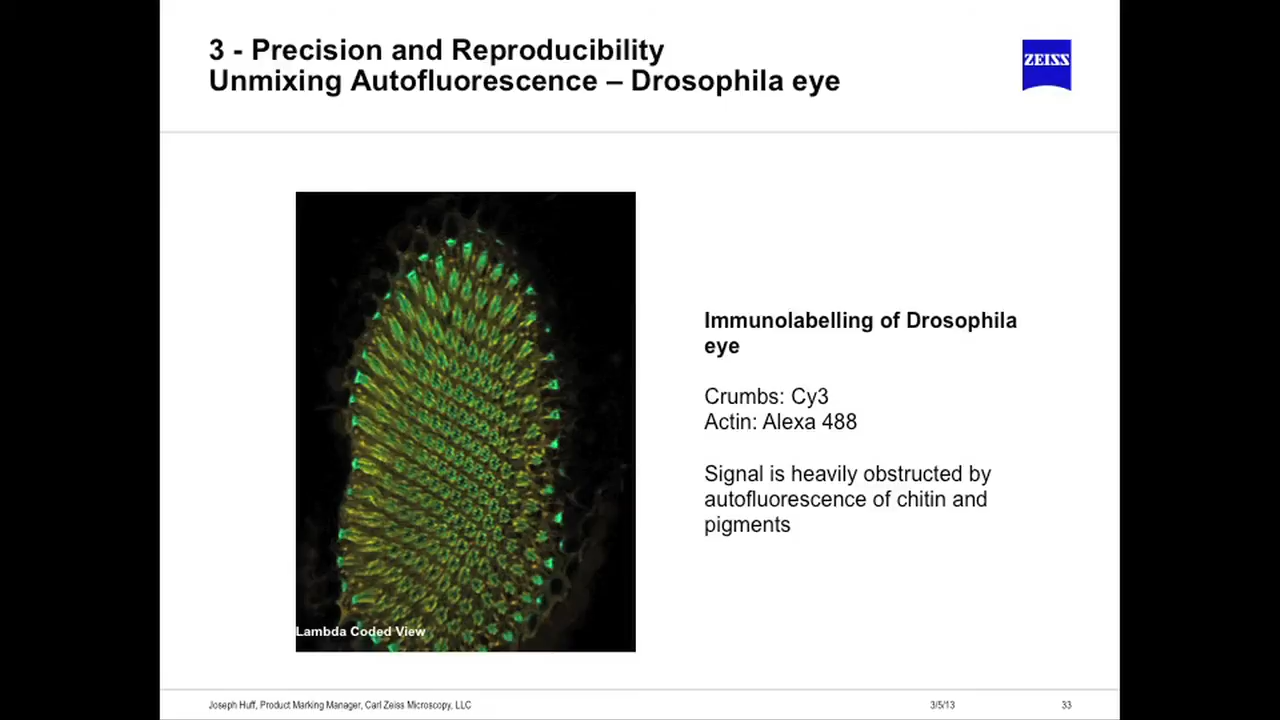 3 - Precision and Reproducibility
Unmixing Autofluorescence – Drosophila eye
ZEISS
Immunolabelling of Drosophila
eye
Crumbs: Cy3
Actin: Alexa 488
Signal is heavily obstructed by
autofluorescence of chitin and
pigments
Lambda Coded View
Joseph Huff, Product Marking Manager, Carl Zeiss Microscopy, LLC
3/5/13
33